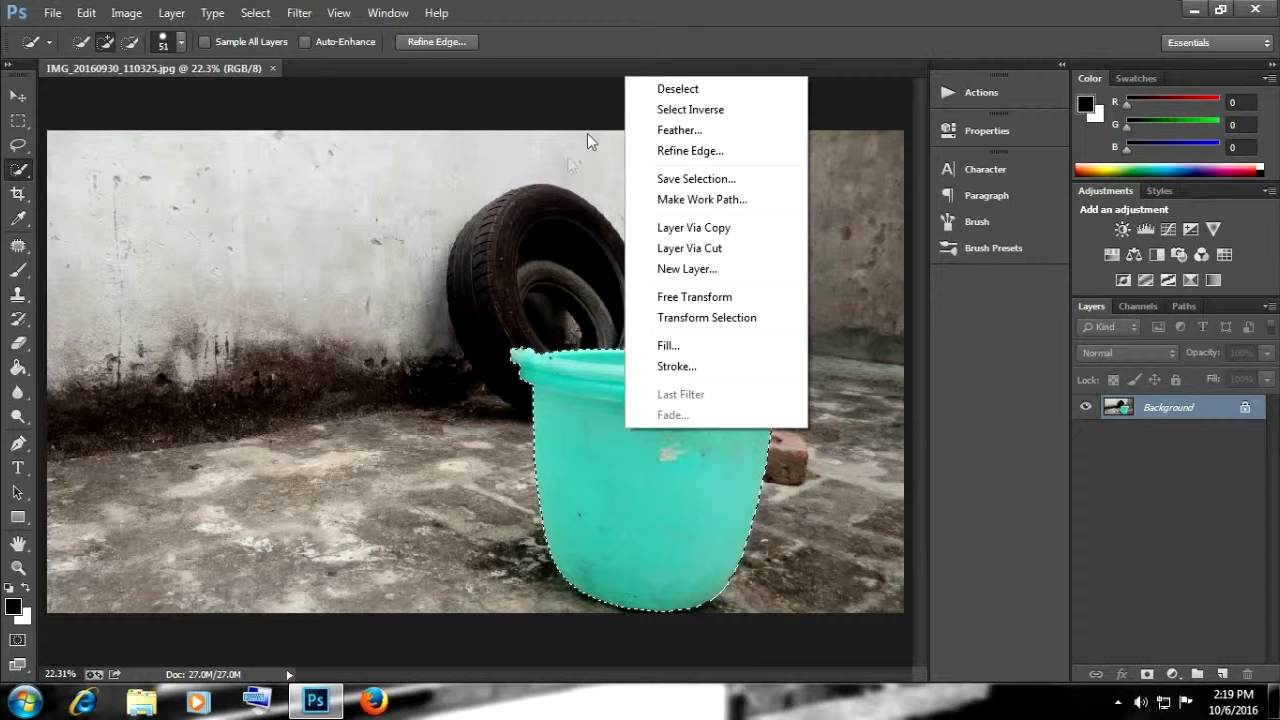 Ps File Edit Image Layer Type Select Filter View Window Help
51 Sample All Layers Auto-Enhance Refine Edge... Essentials
IMG_20160930_110325.jpg @ 22.3% (RGB/8) ×
Deselect
Select Inverse
Feather...
Refine Edge...
Save Selection...
Make Work Path...
Layer Via Copy
Layer Via Cut
New Layer...
Free Transform
Transform Selection
Fill...
Stroke...
Last Filter
Fade...
Actions
Properties
Character
Paragraph
Brush
Brush Presets
Color Swatches
R 0
G 0
B 0
Adjustments Styles
Add an adjustment
Layers Channels Paths
Kind
Normal Opacity: 100%
Lock: Fill: 100%
Background
22.31% Doc: 27.0M/27.0M
Ps
2:19 PM
10/6/2016